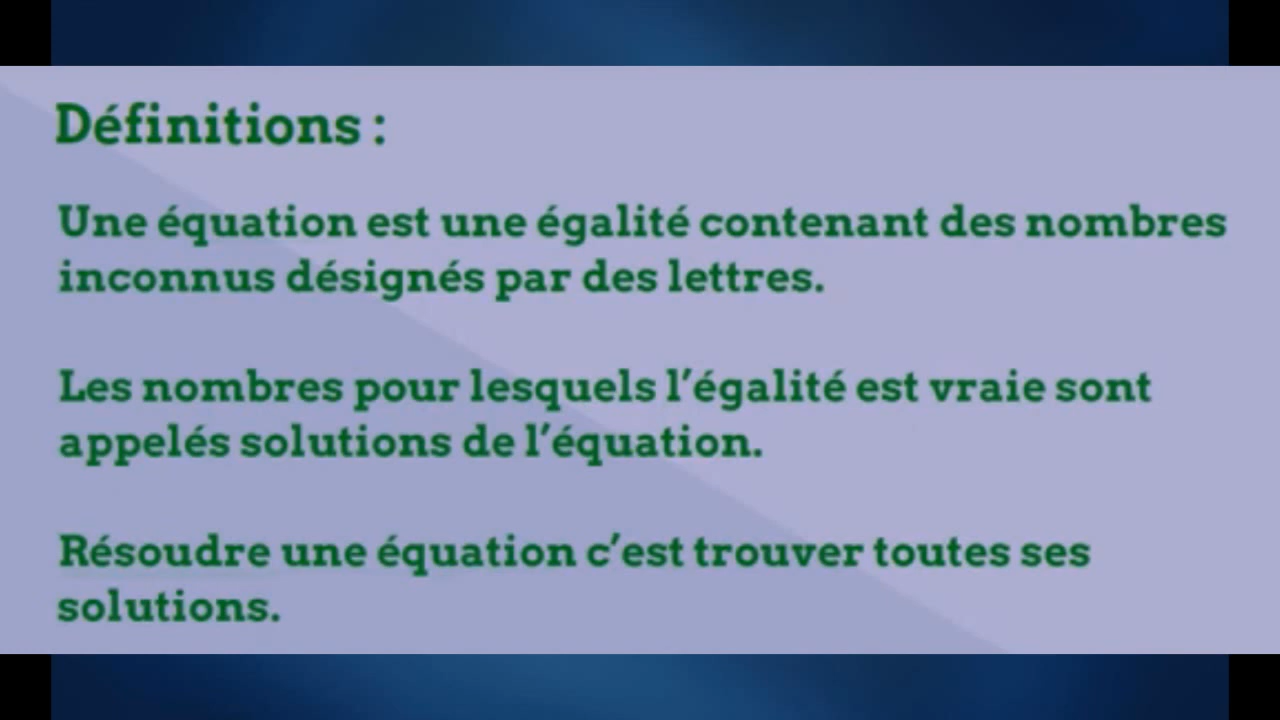 Définitions :
Une équation est une égalité contenant des nombres
inconnus désignés par des lettres.
Les nombres pour lesquels l’égalité est vraie sont
appelés solutions de l’équation.
Résoudre une équation c’est trouver toutes ses
solutions.